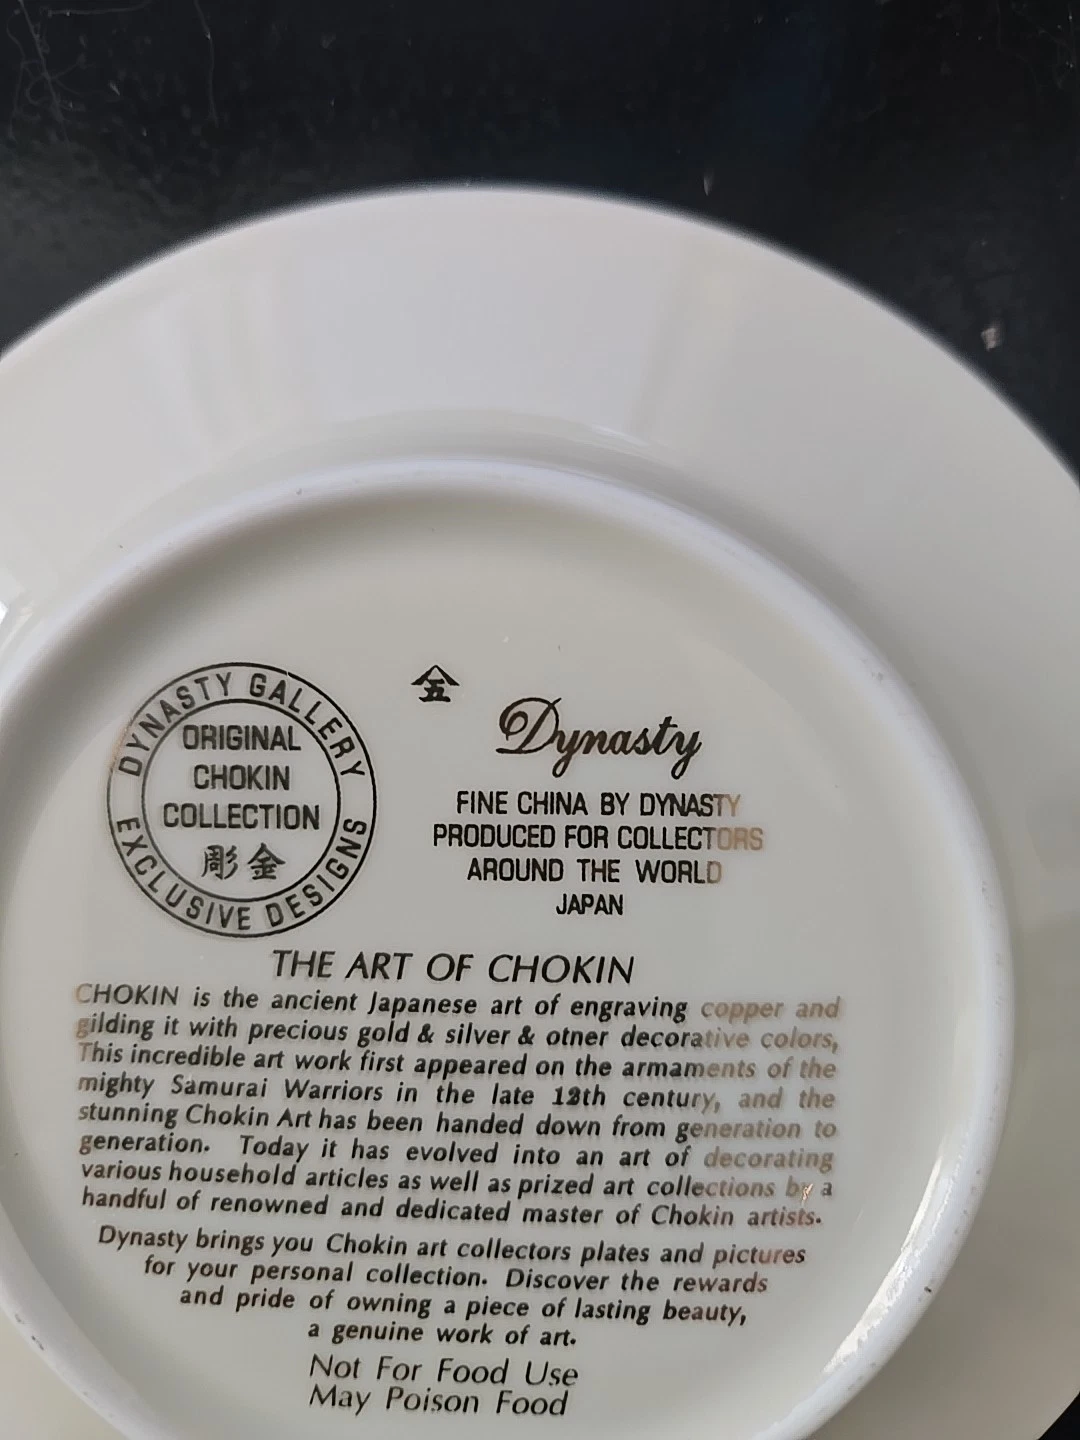 DYNASTY GALLERY
EXCLUSIVE DESIGNS
ORIGINAL
CHOKIN
COLLECTION
彫金
五
Dynasty
FINE CHINA BY DYNASTY
PRODUCED FOR COLLECTORS
AROUND THE WORLD
JAPAN
THE ART OF CHOKIN
CHOKIN is the ancient Japanese art of engraving copper and
gilding it with precious gold & silver & otner decorative colors,
This incredible art work first appeared on the armaments of the
mighty Samurai Warriors in the late 12th century, and the
stunning Chokin Art has been handed down from generation to
generation. Today it has evolved into an art of decorating
various household articles as well as prized art collections by a
handful of renowned and dedicated master of Chokin artists.
Dynasty brings you Chokin art collectors plates and pictures
for your personal collection. Discover the rewards
and pride of owning a piece of lasting beauty,
a genuine work of art.
Not For Food Use
May Poison Food